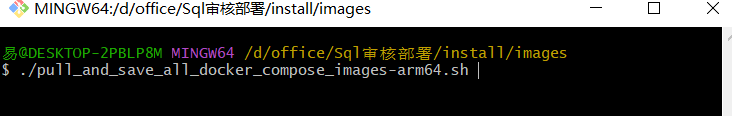 MINGW64:/d/office/Sql审核部署/install/images
易@DESKTOP-2PBLP8M MINGW64 /d/office/Sql审核部署/install/images
$ ./pull_and_save_all_docker_compose_images-arm64.sh